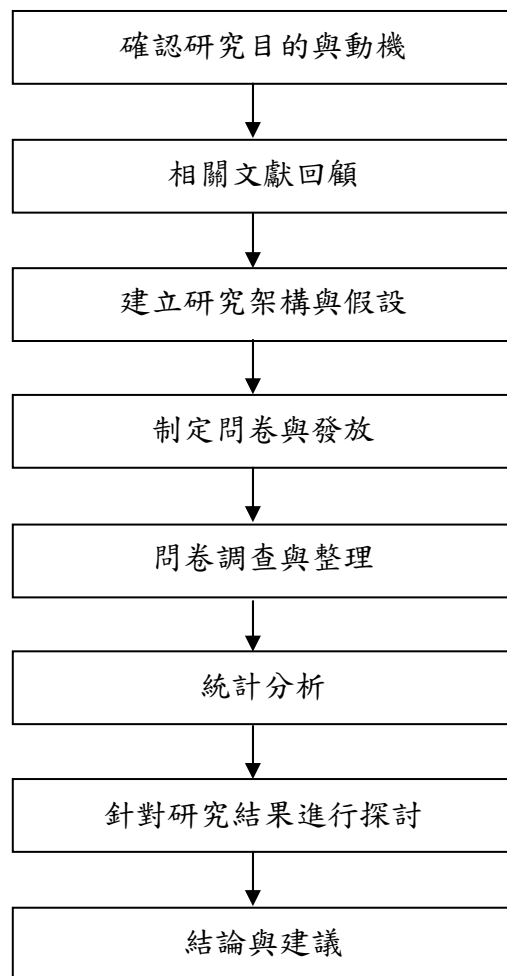 確認研究目的與動機
相關文獻回顧
建立研究架構與假設
制定問卷與發放
問卷調查與整理
統計分析
針對研究結果進行探討
結論與建議